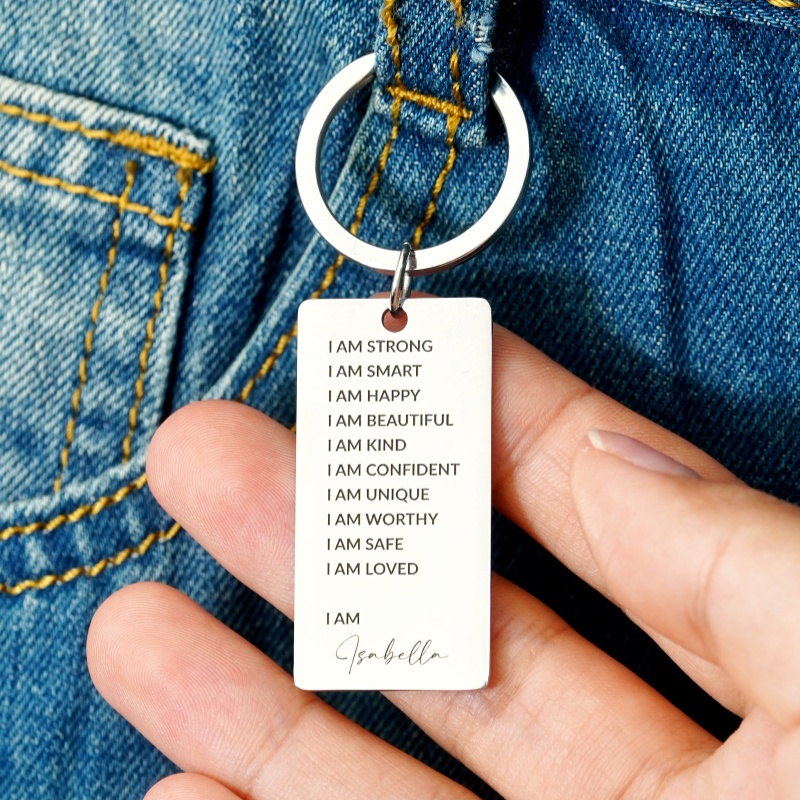 I AM STRONG
I AM SMART
I AM HAPPY
I AM BEAUTIFUL
I AM KIND
I AM CONFIDENT
I AM UNIQUE
I AM WORTHY
I AM SAFE
I AM LOVED
I AM
Isabella